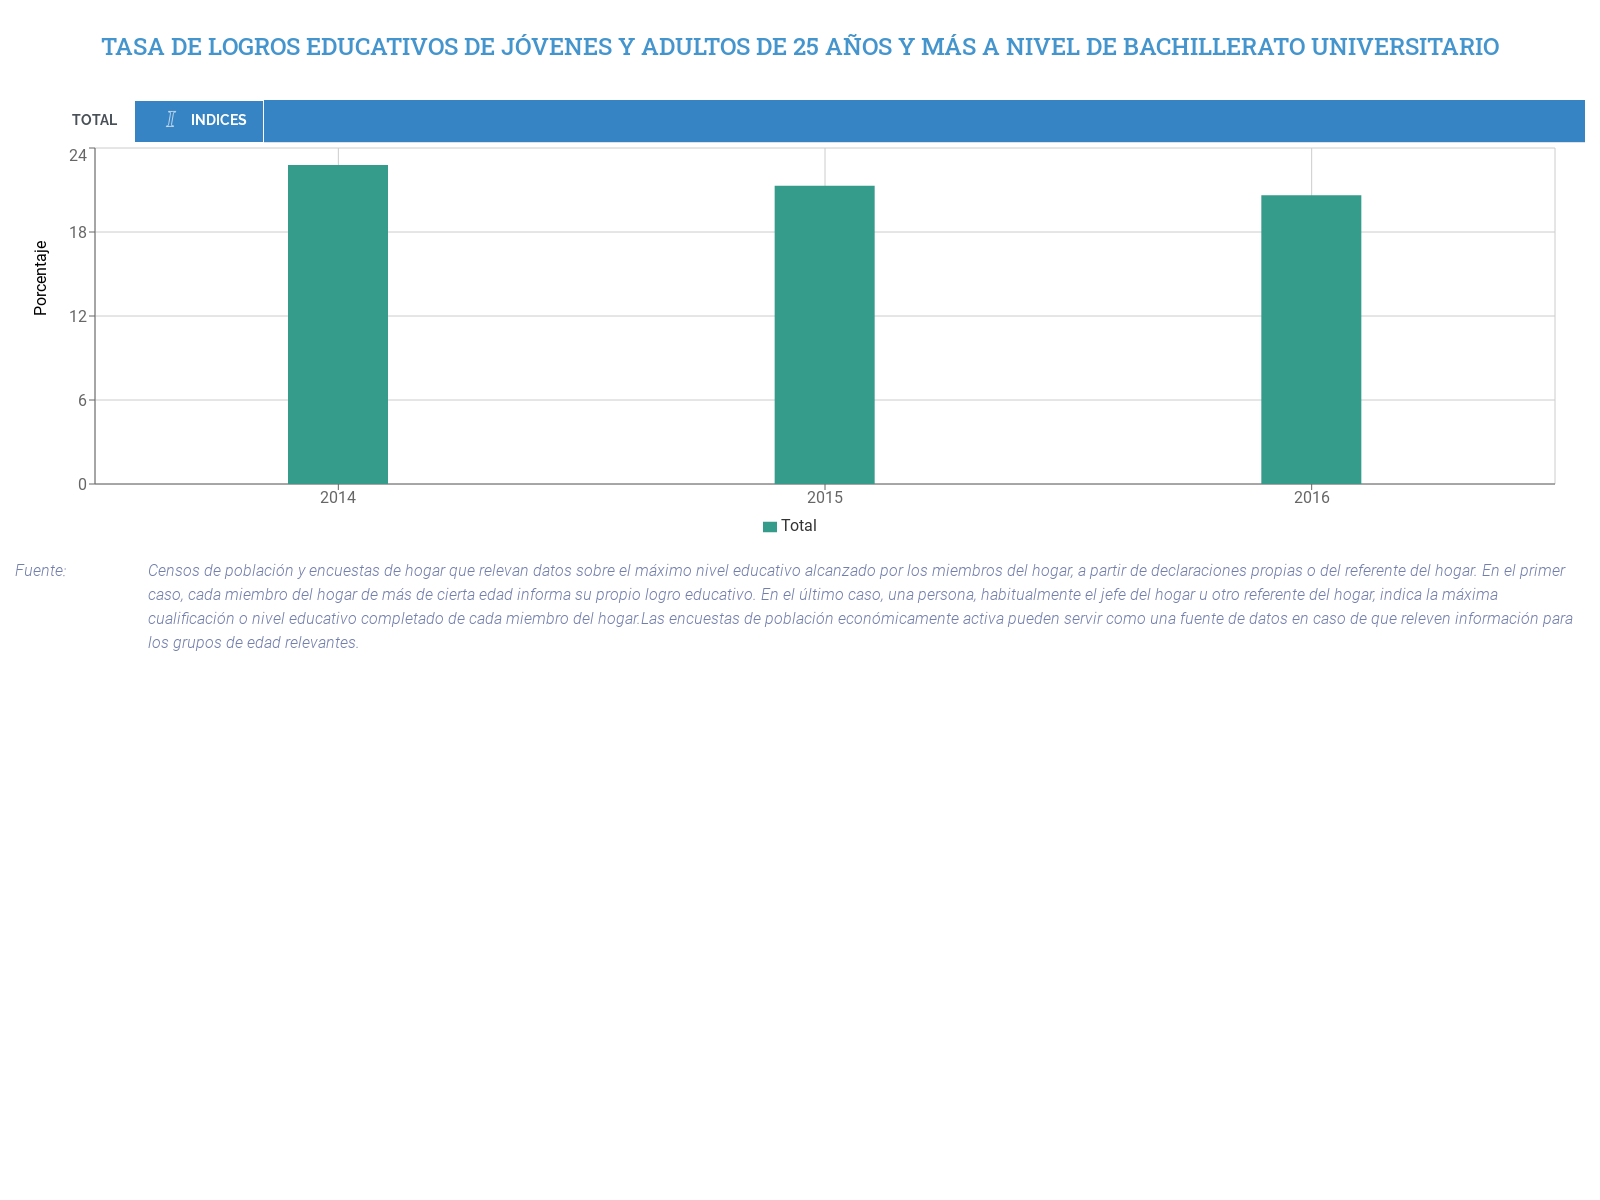 TASA DE LOGROS EDUCATIVOS DE JÓVENES Y ADULTOS DE 25 AÑOS Y MÁS A NIVEL DE BACHILLERATO UNIVERSITARIO
TOTAL
INDICES
24
18
12
6
0
Porcentaje
2014
2015
2016
Total
Fuente:
Censos de población y encuestas de hogar que relevan datos sobre el máximo nivel educativo alcanzado por los miembros del hogar, a partir de declaraciones propias o del referente del hogar. En el primer
caso, cada miembro del hogar de más de cierta edad informa su propio logro educativo. En el último caso, una persona, habitualmente el jefe del hogar u otro referente del hogar, indica la máxima
cualificación o nivel educativo completado de cada miembro del hogar.Las encuestas de población económicamente activa pueden servir como una fuente de datos en caso de que releven información para
los grupos de edad relevantes.